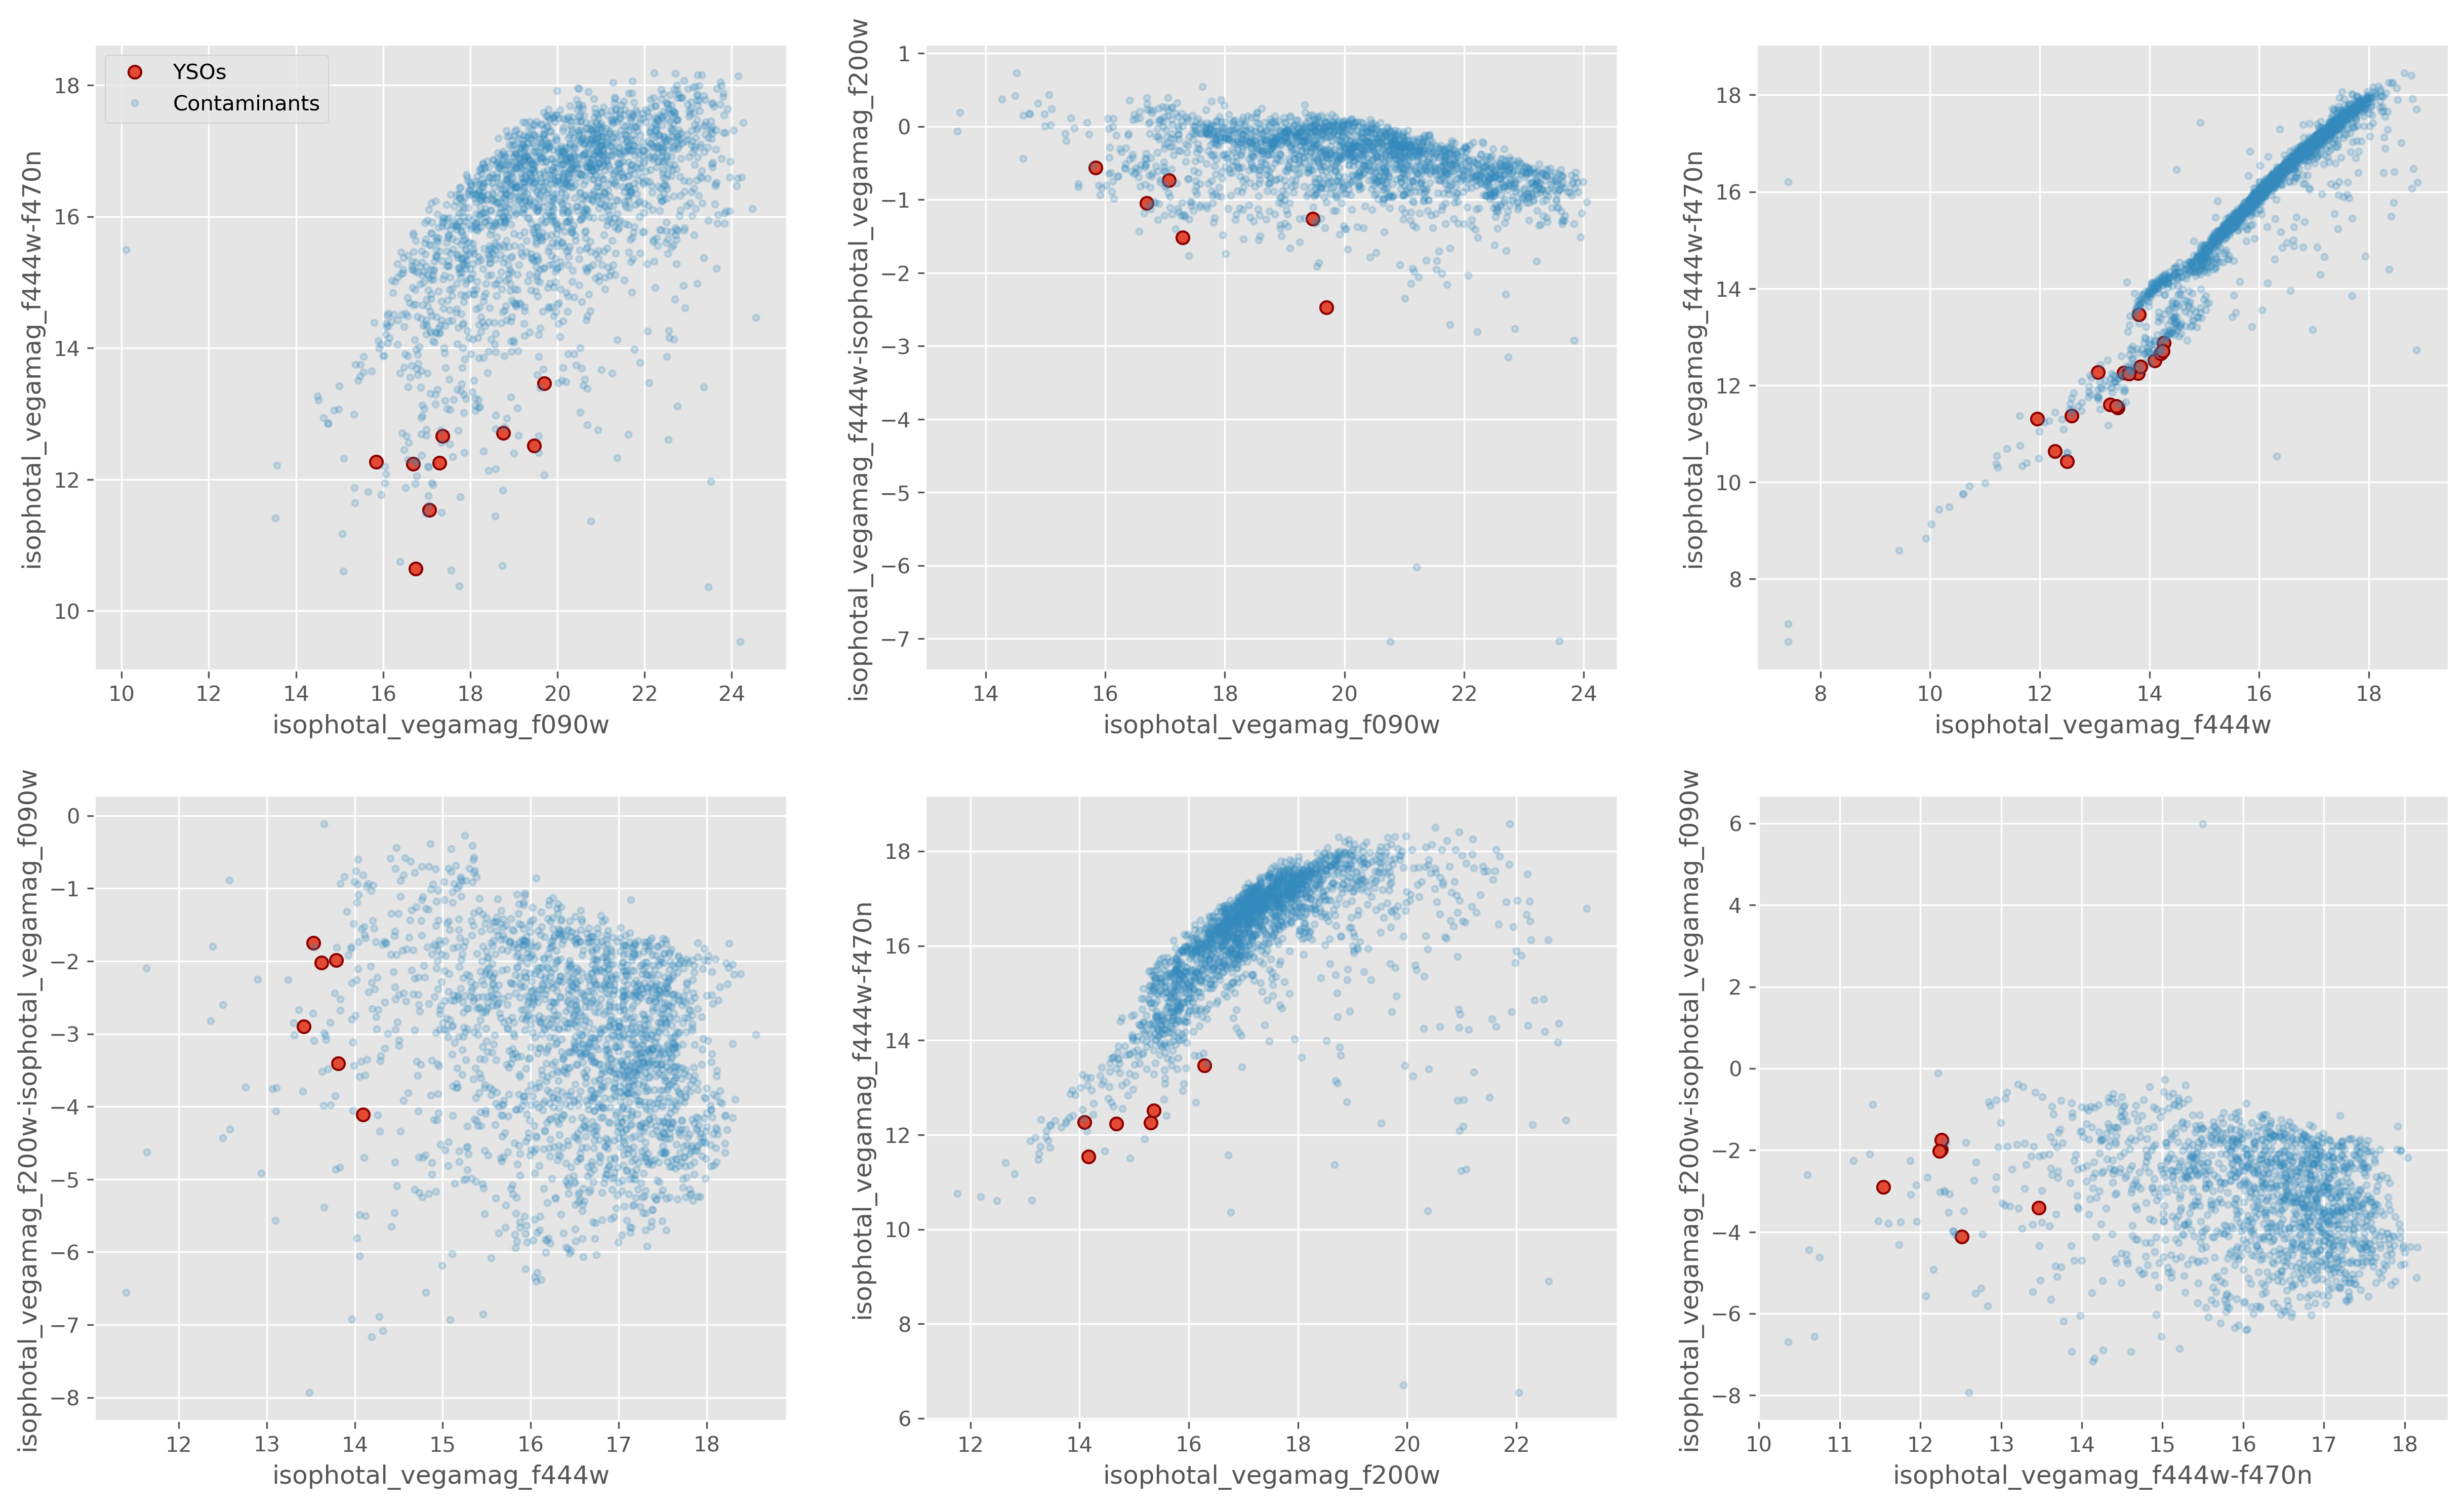 YSOs
Contaminants
isophotal_vegamag_f444w-f470n
18
16
14
12
10
10 12 14 16 18 20 22 24
isophotal_vegamag_f090w
isophotal_vegamag_f444w-isophotal_vegamag_f200w
1
0
−1
−2
−3
−4
−5
−6
−7
14 16 18 20 22 24
isophotal_vegamag_f090w
isophotal_vegamag_f444w-f470n
18
16
14
12
10
8
8 10 12 14 16 18
isophotal_vegamag_f444w
isophotal_vegamag_f200w-isophotal_vegamag_f090w
0
−1
−2
−3
−4
−5
−6
−7
−8
12 13 14 15 16 17 18
isophotal_vegamag_f444w
isophotal_vegamag_f444w-f470n
18
16
14
12
10
8
6
12 14 16 18 20 22
isophotal_vegamag_f200w
isophotal_vegamag_f200w-isophotal_vegamag_f090w
6
4
2
0
−2
−4
−6
−8
10 11 12 13 14 15 16 17 18
isophotal_vegamag_f444w-f470n